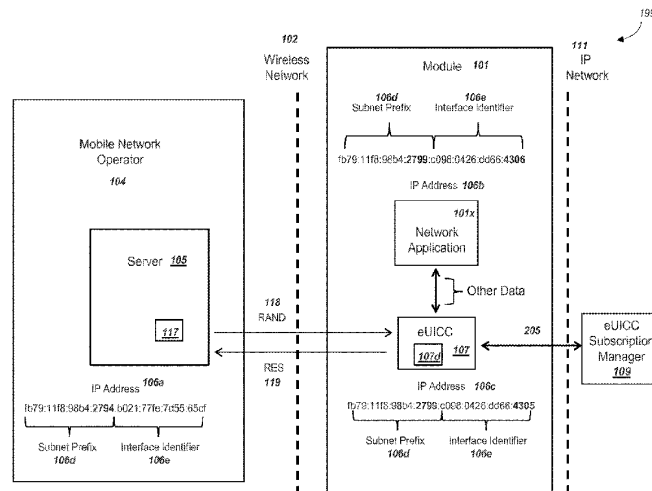 199
102
Wireless
Network
Module 101
111
IP
Network
106d 106e
Subnet Prefix Interface Identifier
fb79:11f8:98b4:2799:c098:0426:dd66:4306
IP Address 106b
Mobile Network
Operator
104
101x
Network
Application
Other Data
Server 105
117
118
RAND
eUICC
107d 107
205
eUICC
Subscription
Manager
109
RES
119
IP Address 106a
fb79:11f8:98b4:2794:b021:77fe:7d55:
Subnet Prefix Interface Identifier
106d 106e
IP Address 106c
fb79:11f8:98b4:2799:c098:0426:dd66:4305
Subnet Prefix Interface Identifier
106d 106e